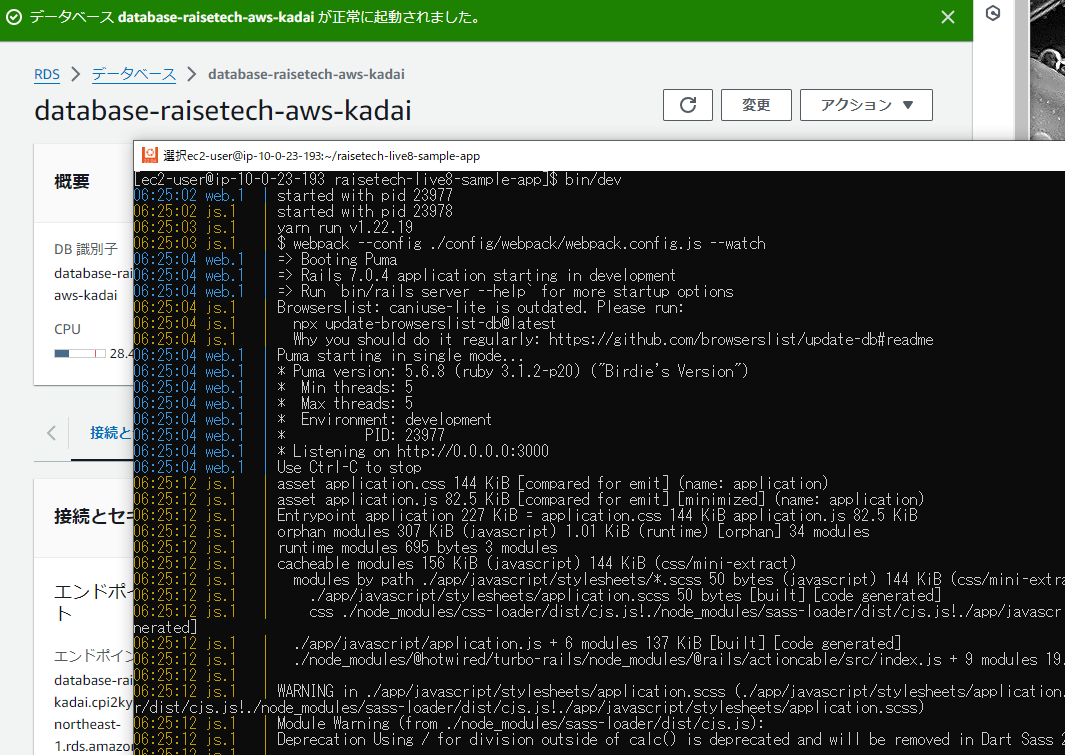 データベース database-raisetech-aws-kadai が正常に起動されました。
RDS > データベース > database-raisetech-aws-kadai
database-raisetech-aws-kadai
変更
アクション ▼
概要
DB 識別子
database-rai
aws-kadai
CPU
28.4
接続と
接続とセキ
エンドポイ
ト
エンドポイン
database-ra
kadai.cpi2ky
northeast-
1.rds.amazo
選択ec2-user@ip-10-0-23-193:~/raisetech-live8-sample-app
[ec2-user@ip-10-0-23-193 raisetech-live8-sample-app]$ bin/dev
06:25:02 web.1  | started with pid 23977
06:25:02 js.1   | started with pid 23978
06:25:03 js.1   | yarn run v1.22.19
06:25:03 js.1   | $ webpack --config ./config/webpack/webpack.config.js --watch
06:25:04 web.1  | => Booting Puma
06:25:04 web.1  | => Rails 7.0.4 application starting in development
06:25:04 web.1  | => Run `bin/rails server --help` for more startup options
06:25:04 js.1   | Browserslist: caniuse-lite is outdated. Please run:
06:25:04 js.1   |   npx update-browserslist-db@latest
06:25:04 js.1   |   Why you should do it regularly: https://github.com/browserslist/update-db#readme
06:25:04 web.1  | Puma starting in single mode...
06:25:04 web.1  | * Puma version: 5.6.8 (ruby 3.1.2-p20) ("Birdie's Version")
06:25:04 web.1  | *  Min threads: 5
06:25:04 web.1  | *  Max threads: 5
06:25:04 web.1  | *  Environment: development
06:25:04 web.1  | *          PID: 23977
06:25:04 web.1  | * Listening on http://0.0.0.0:3000
06:25:04 web.1  | Use Ctrl-C to stop
06:25:12 js.1   | asset application.css 144 KiB [compared for emit] (name: application)
06:25:12 js.1   | asset application.js 82.5 KiB [compared for emit] [minimized] (name: application)
06:25:12 js.1   | Entrypoint application 227 KiB = application.css 144 KiB application.js 82.5 KiB
06:25:12 js.1   | orphan modules 307 KiB (javascript) 1.01 KiB (runtime) [orphan] 34 modules
06:25:12 js.1   | runtime modules 695 bytes 3 modules
06:25:12 js.1   | cacheable modules 156 KiB (javascript) 144 KiB (css/mini-extract)
06:25:12 js.1   |   modules by path ./app/javascript/stylesheets/*.scss 50 bytes (javascript) 144 KiB (css/mini-extra
06:25:12 js.1   |     ./app/javascript/stylesheets/application.scss 50 bytes [built] [code generated]
06:25:12 js.1   |     css ./node_modules/css-loader/dist/cjs.js!./node_modules/sass-loader/dist/cjs.js!./app/javascr
nerated]
06:25:12 js.1   |   ./app/javascript/application.js + 6 modules 137 KiB [built] [code generated]
06:25:12 js.1   |   ./node_modules/@hotwired/turbo-rails/node_modules/@rails/actioncable/src/index.js + 9 modules 19.
06:25:12 js.1   |
06:25:12 js.1   | WARNING in ./app/javascript/stylesheets/application.scss (./app/javascript/stylesheets/application.
r/dist/cjs.js!./node_modules/sass-loader/dist/cjs.js!./app/javascript/stylesheets/application.scss)
06:25:12 js.1   | Module Warning (from ./node_modules/sass-loader/dist/cjs.js):
06:25:12 js.1   | Deprecation Using / for division outside of calc() is deprecated and will be removed in Dart Sass 2